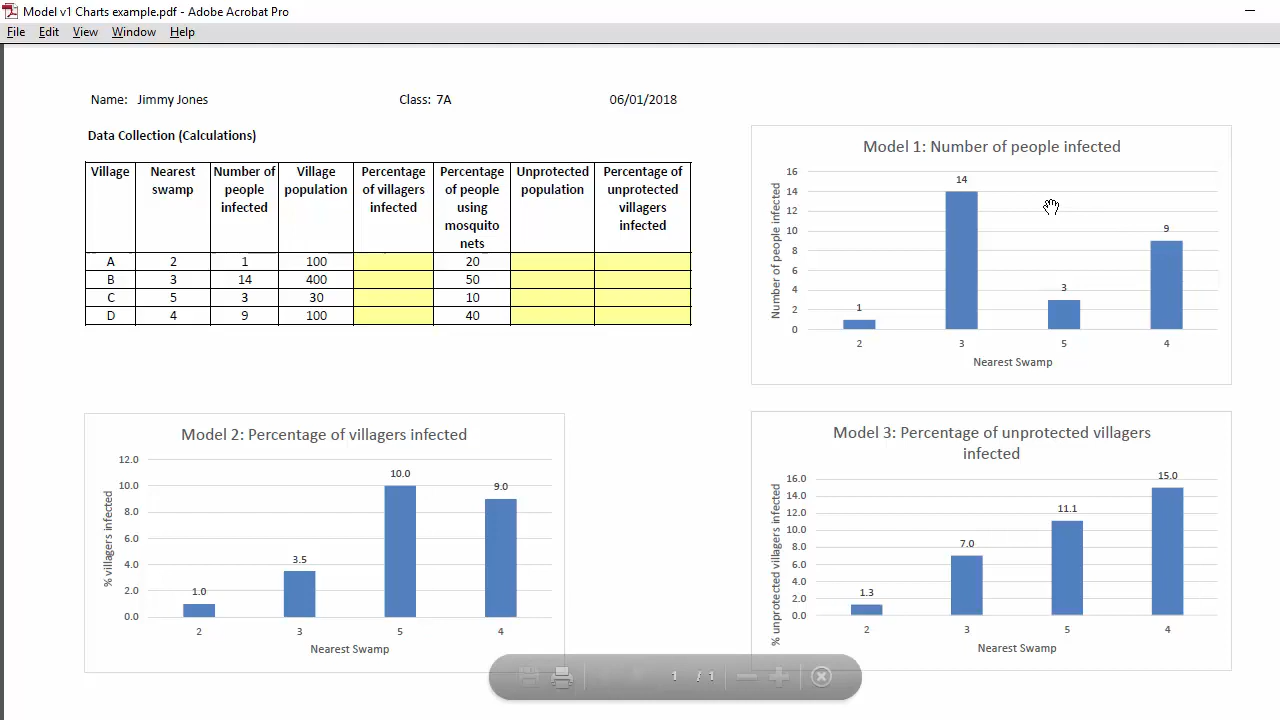 Model v1 Charts example.pdf - Adobe Acrobat Pro
File Edit View Window Help
Name: Jimmy Jones Class: 7A 06/01/2018
Data Collection (Calculations)
Village Nearest swamp Number of people infected Village population Percentage of villagers infected Percentage of people using mosquito nets Unprotected population Percentage of unprotected villagers infected
A 2 1 100 20
B 3 14 400 50
C 5 3 30 10
D 4 9 100 40
Model 1: Number of people infected
Number of people infected
16
14
12
10
8
6
4
2
0
1 14 3 9
2 3 5 4
Nearest Swamp
Model 2: Percentage of villagers infected
% villagers infected
12.0
10.0
8.0
6.0
4.0
2.0
0.0
1.0 3.5 10.0 9.0
2 3 5 4
Nearest Swamp
Model 3: Percentage of unprotected villagers
infected
% unprotected villagers infected
16.0
14.0
12.0
10.0
8.0
6.0
4.0
2.0
0.0
1.3 7.0 11.1 15.0
2 3 5 4
Nearest Swamp
1 / 1